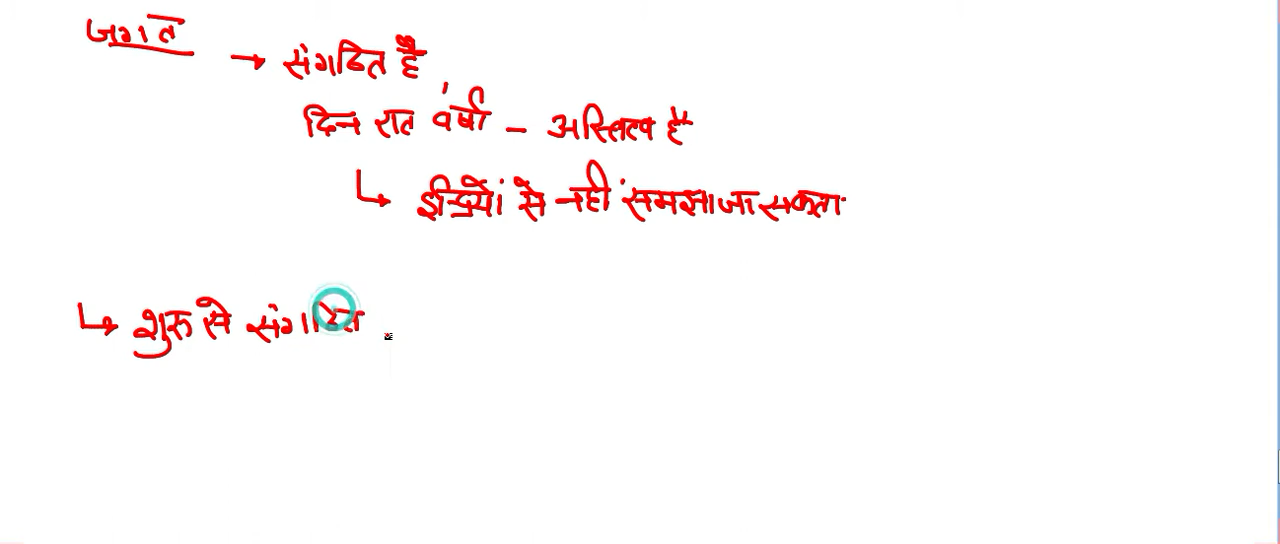 जगत
→ संगठित है
दिन रात वर्षा - अस्तित्व है
↳ इन्द्रियों से नहीं समझा जा सकता
↳ शुरू से संगठित